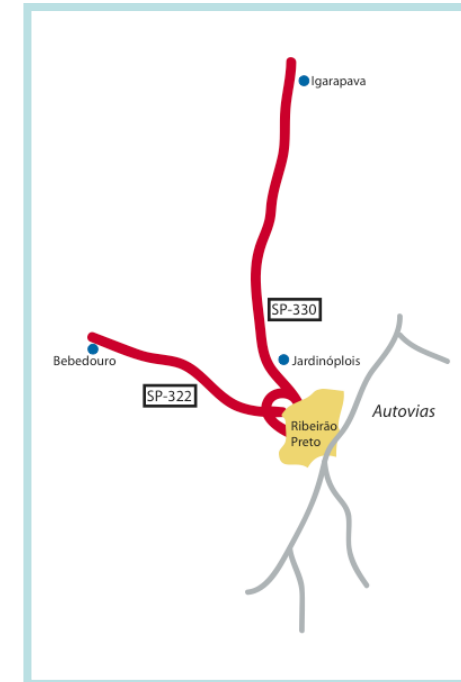 Igarapava
SP-330
Bebedouro
Jardinóplois
SP-322
Autovias
Ribeirão
Preto